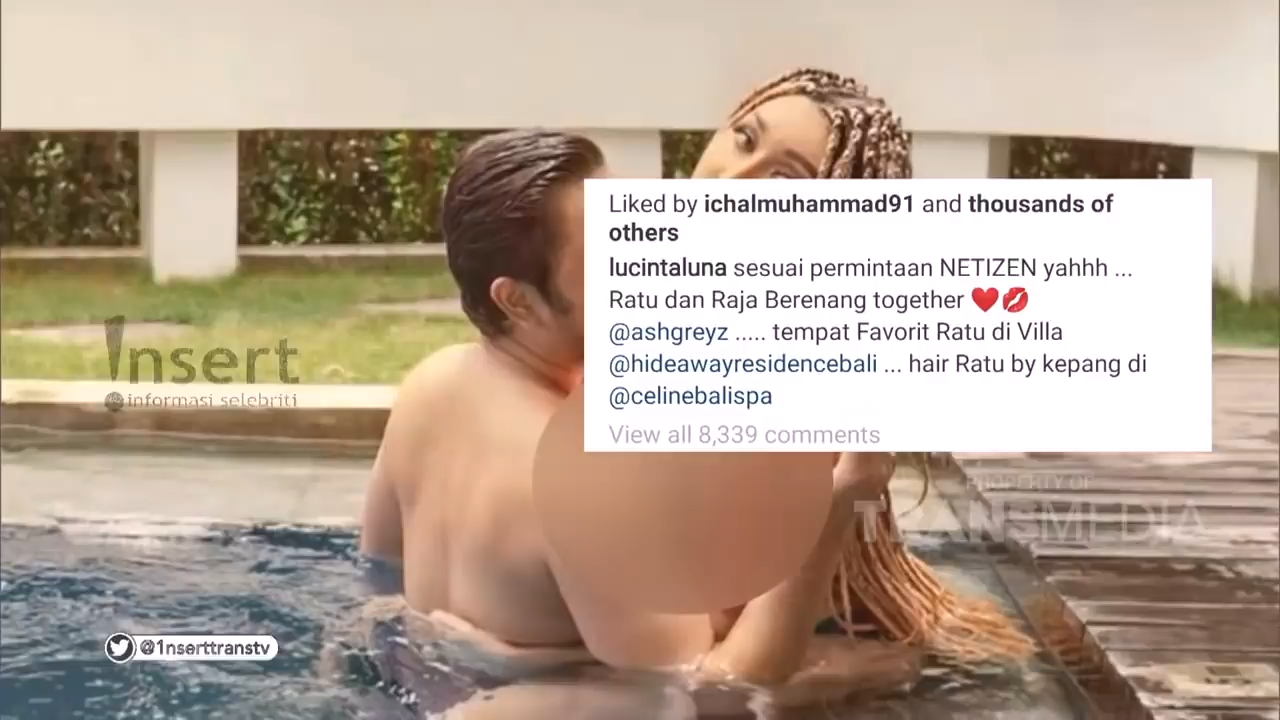 Liked by ichalmuhammad91 and thousands of
others
lucintaluna sesuai permintaan NETIZEN yahhh ...
Ratu dan Raja Berenang together ❤️💋
@ashgreyz ..... tempat Favorit Ratu di Villa
@hideawayresidencebali ... hair Ratu by kepang di
@celinebalispa
View all 8,339 comments
Insert
informasi selebriti
PROPERTY OF
TRANSMEDIA
@1nserttranstv